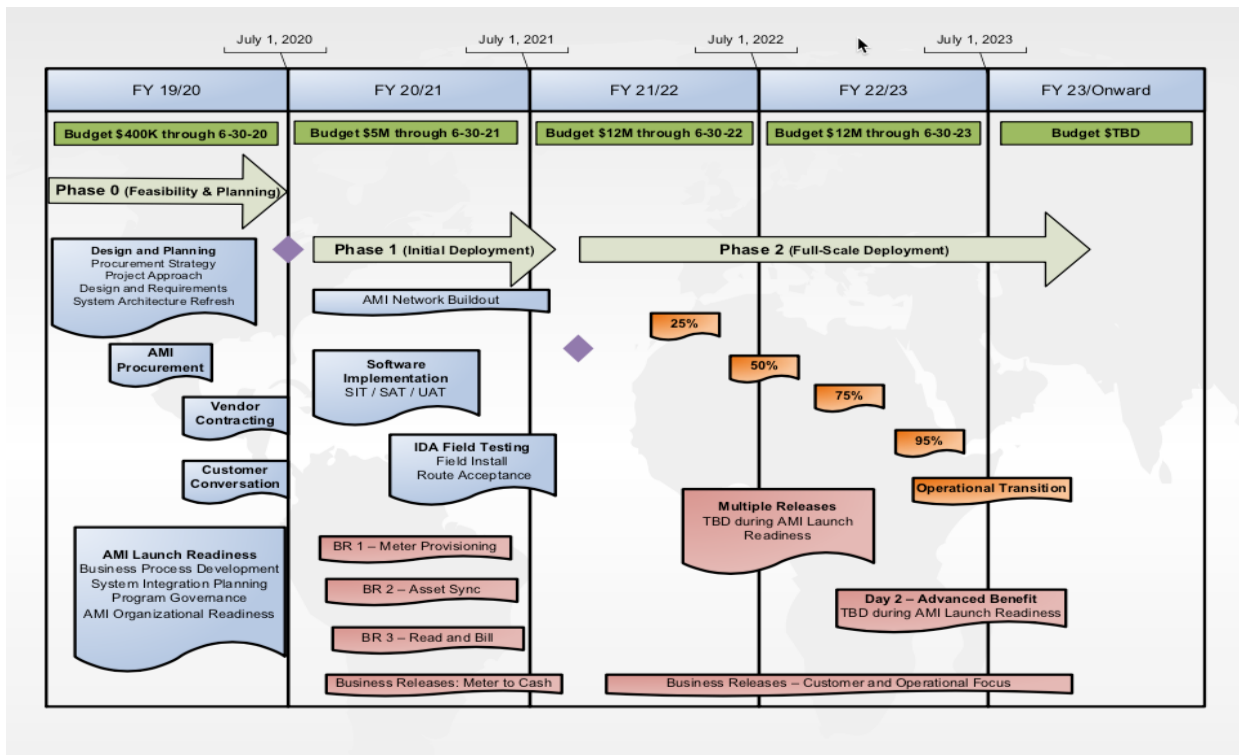 July 1, 2020
July 1, 2021
July 1, 2022
July 1, 2023
FY 19/20
FY 20/21
FY 21/22
FY 22/23
FY 23/Onward
Budget $400K through 6-30-20
Budget $5M through 6-30-21
Budget $12M through 6-30-22
Budget $12M through 6-30-23
Budget $TBD
Phase 0 (Feasibility & Planning)
Phase 1 (Initial Deployment)
Phase 2 (Full-Scale Deployment)
Design and Planning
Procurement Strategy
Project Approach
Design and Requirements
System Architecture Refresh
AMI Network Buildout
25%
AMI
Procurement
Software
Implementation
SIT / SAT / UAT
50%
75%
Vendor
Contracting
95%
IDA Field Testing
Field Install
Route Acceptance
Customer
Conversation
Operational Transition
Multiple Releases
TBD during AMI Launch
Readiness
AMI Launch Readiness
Business Process Development
System Integration Planning
Program Governance
AMI Organizational Readiness
BR 1 – Meter Provisioning
BR 2 – Asset Sync
BR 3 – Read and Bill
Day 2 – Advanced Benefit
TBD during AMI Launch Readiness
Business Releases: Meter to Cash
Business Releases – Customer and Operational Focus